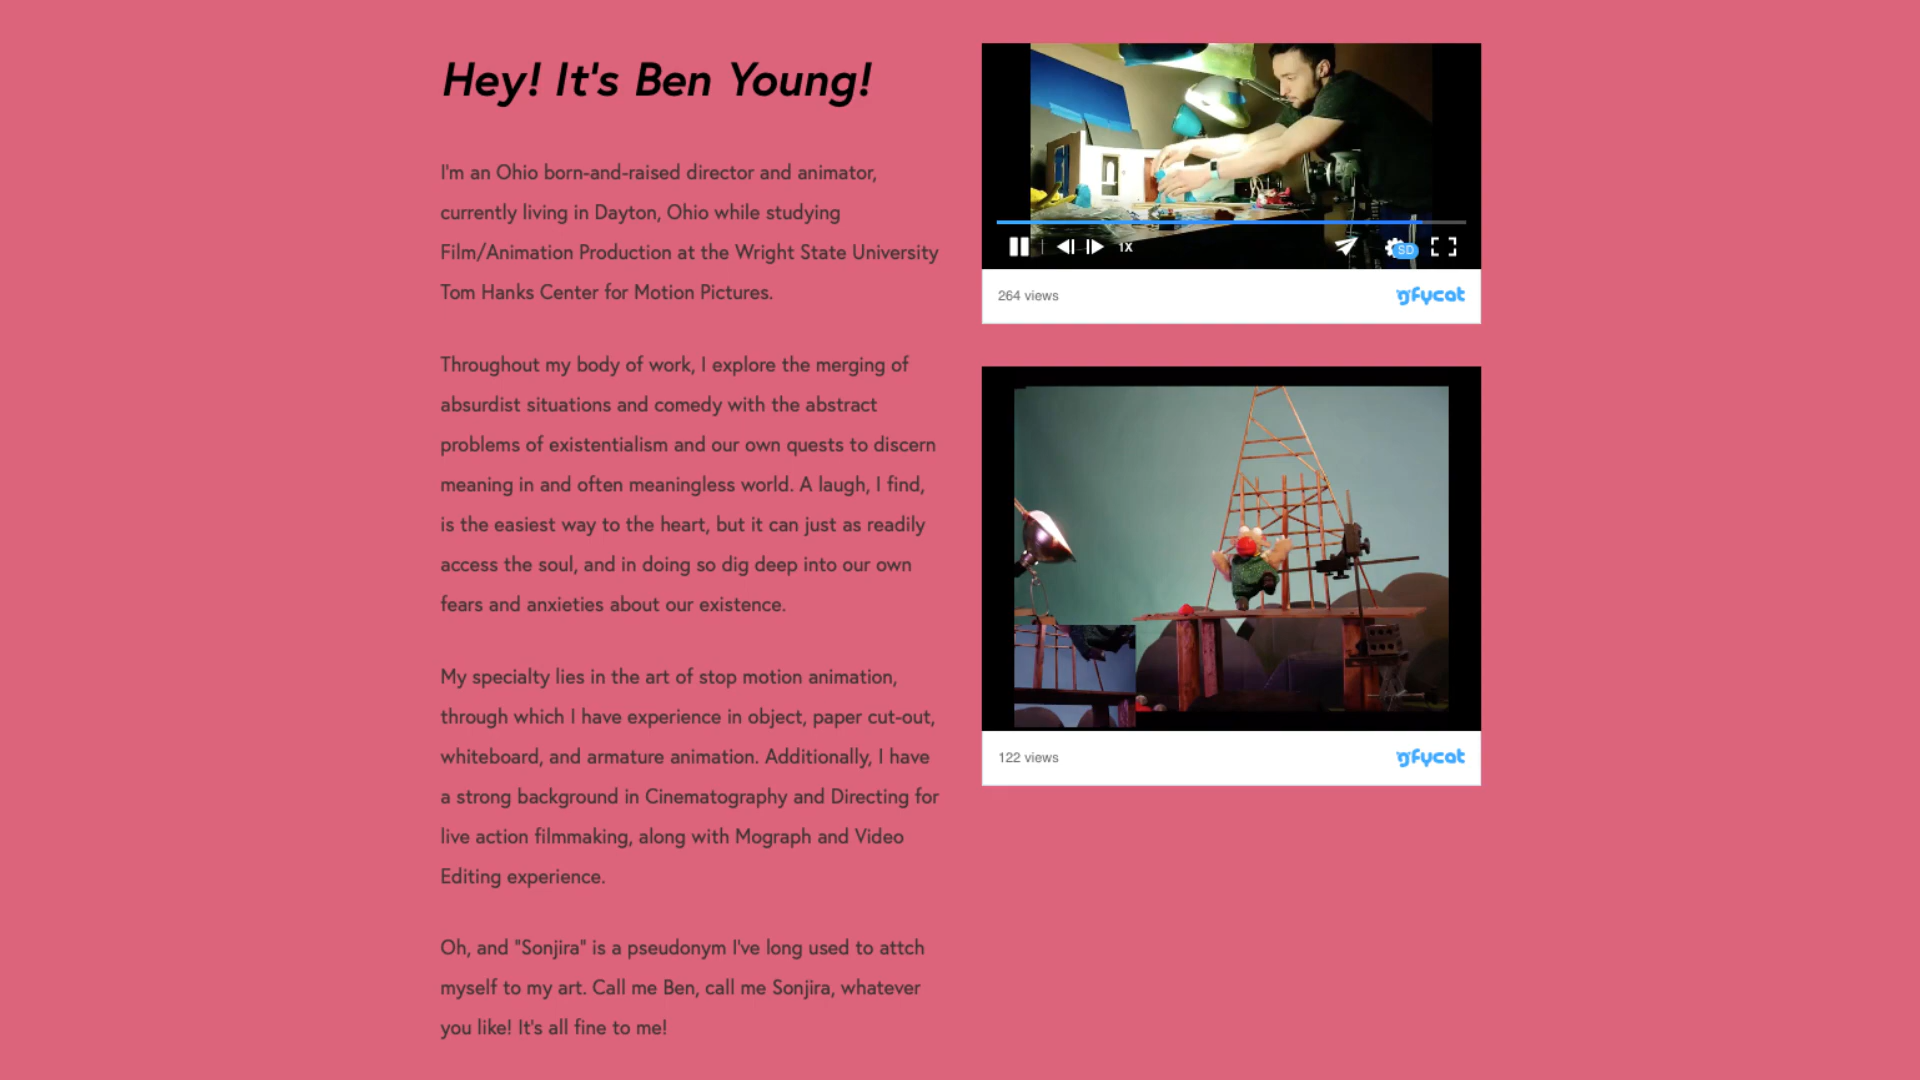 Hey! It's Ben Young!
I'm an Ohio born-and-raised director and animator,
currently living in Dayton, Ohio while studying
Film/Animation Production at the Wright State University
Tom Hanks Center for Motion Pictures.
Throughout my body of work, I explore the merging of
absurdist situations and comedy with the abstract
problems of existentialism and our own quests to discern
meaning in and often meaningless world. A laugh, I find,
is the easiest way to the heart, but it can just as readily
access the soul, and in doing so dig deep into our own
fears and anxieties about our existence.
My specialty lies in the art of stop motion animation,
through which I have experience in object, paper cut-out,
whiteboard, and armature animation. Additionally, I have
a strong background in Cinematography and Directing for
live action filmmaking, along with Mograph and Video
Editing experience.
Oh, and "Sonjira" is a pseudonym I've long used to attch
myself to my art. Call me Ben, call me Sonjira, whatever
you like! It's all fine to me!
1X
SD
264 views
gfycat
122 views
gfycat